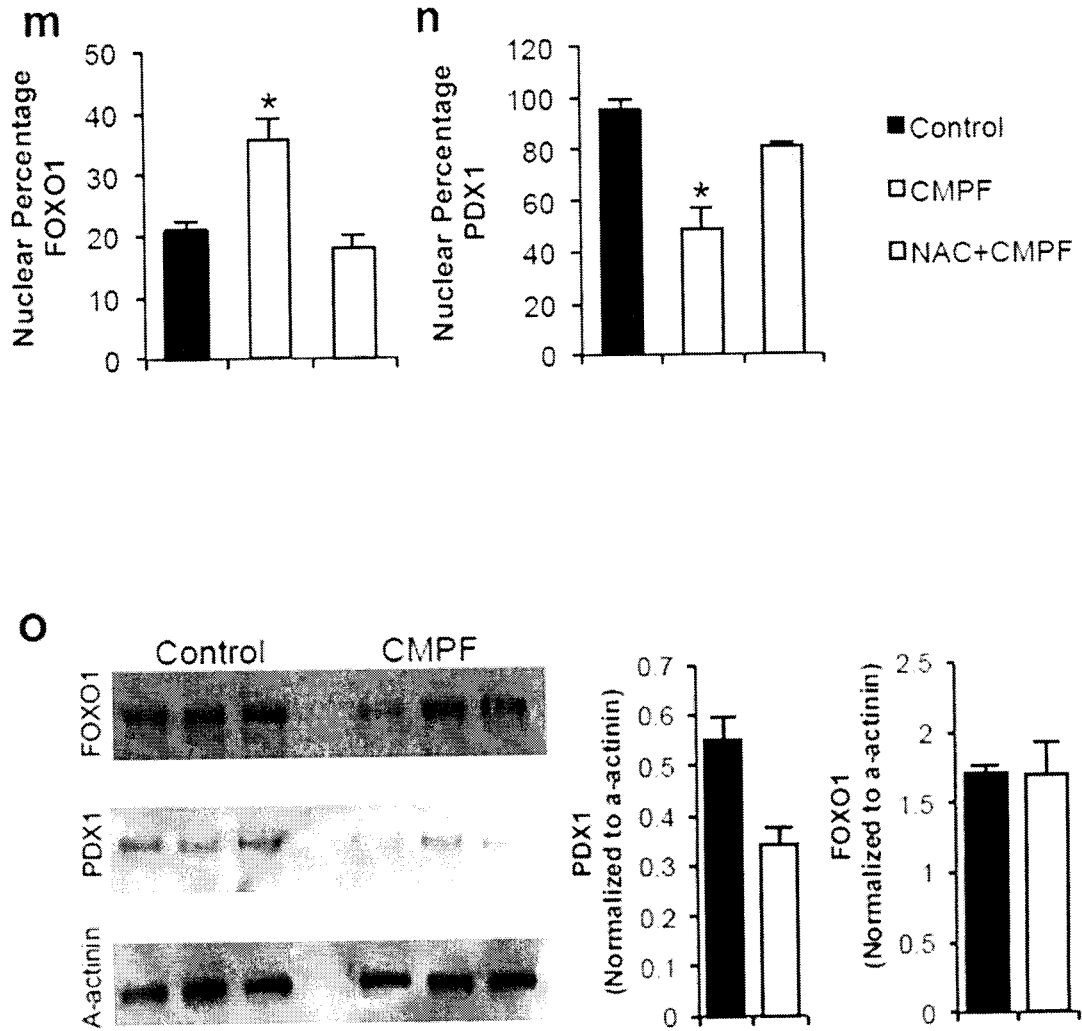 m
Nuclear Percentage
FOXO1
50
40
30
20
10
0
*
n
Nuclear Percentage
PDX1
120
100
80
60
40
20
0
*
Control
CMPF
NAC+CMPF
o
Control CMPF
FOXO1
PDX1
A-actinin
PDX1
(Normalized to a-actinin)
0.7
0.6
0.5
0.4
0.3
0.2
0.1
0
FOXO1
(Normalized to a-actinin)
2.5
2
1.5
1
0.5
0